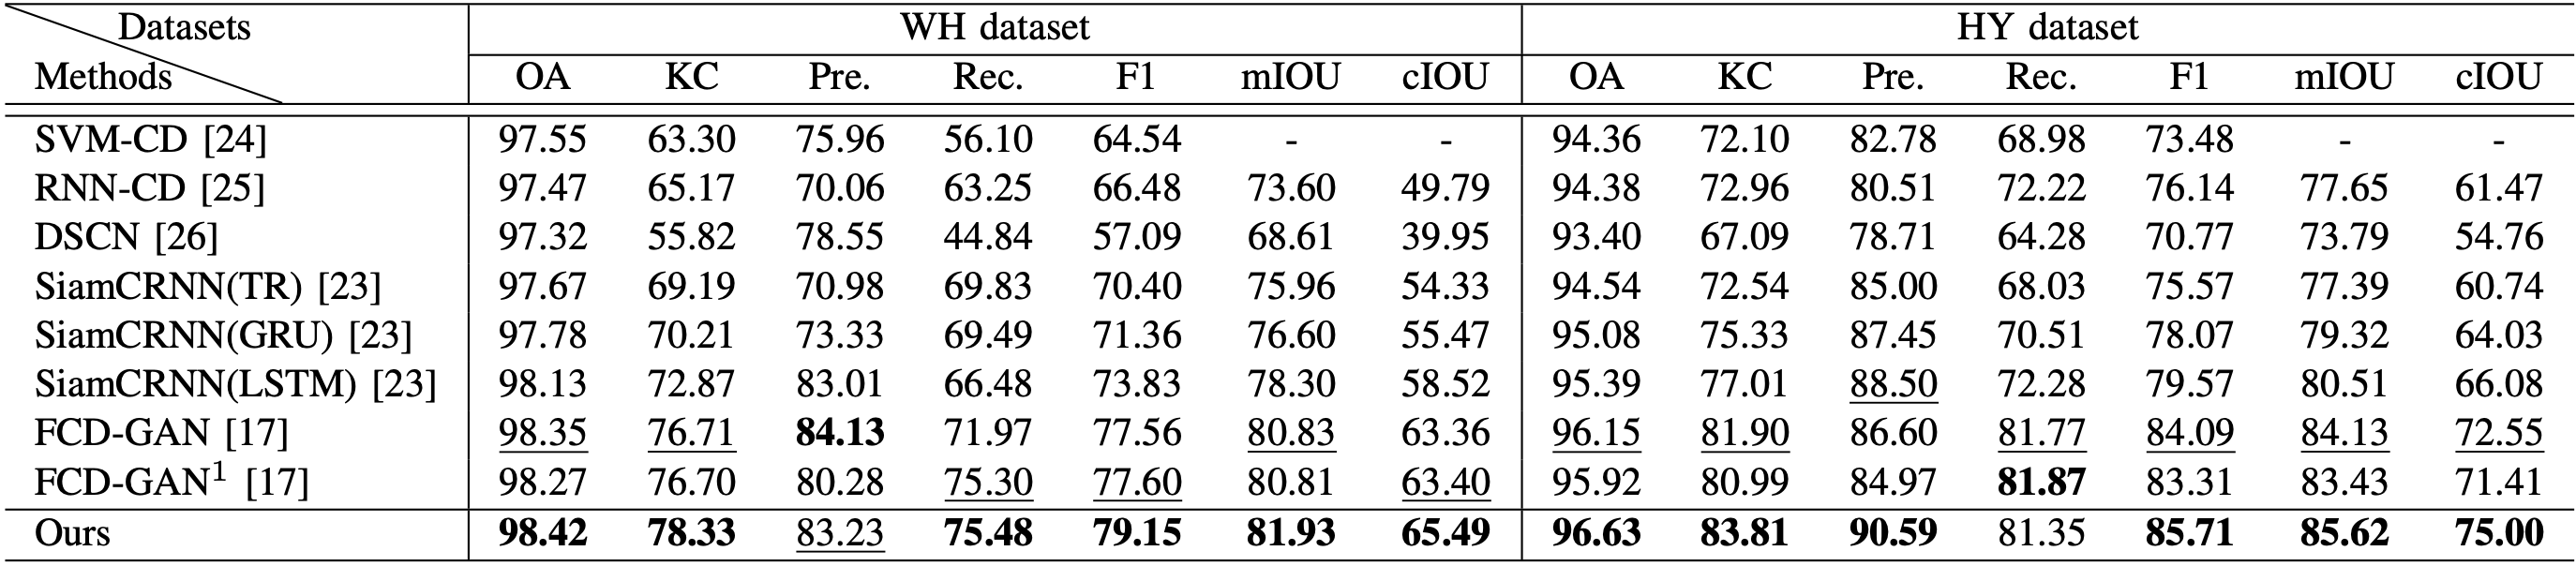 Datasets WH dataset HY dataset
Methods OA KC Pre. Rec. F1 mIOU cIOU OA KC Pre. Rec. F1 mIOU cIOU
SVM-CD [24] 97.55 63.30 75.96 56.10 64.54 - - 94.36 72.10 82.78 68.98 73.48 - -
RNN-CD [25] 97.47 65.17 70.06 63.25 66.48 73.60 49.79 94.38 72.96 80.51 72.22 76.14 77.65 61.47
DSCN [26] 97.32 55.82 78.55 44.84 57.09 68.61 39.95 93.40 67.09 78.71 64.28 70.77 73.79 54.76
SiamCRNN(TR) [23] 97.67 69.19 70.98 69.83 70.40 75.96 54.33 94.54 72.54 85.00 68.03 75.57 77.39 60.74
SiamCRNN(GRU) [23] 97.78 70.21 73.33 69.49 71.36 76.60 55.47 95.08 75.33 87.45 70.51 78.07 79.32 64.03
SiamCRNN(LSTM) [23] 98.13 72.87 83.01 66.48 73.83 78.30 58.52 95.39 77.01 88.50 72.28 79.57 80.51 66.08
FCD-GAN [17] 98.35 76.71 84.13 71.97 77.56 80.83 63.36 96.15 81.90 86.60 81.77 84.09 84.13 72.55
FCD-GAN¹ [17] 98.27 76.70 80.28 75.30 77.60 80.81 63.40 95.92 80.99 84.97 81.87 83.31 83.43 71.41
Ours 98.42 78.33 83.23 75.48 79.15 81.93 65.49 96.63 83.81 90.59 81.35 85.71 85.62 75.00